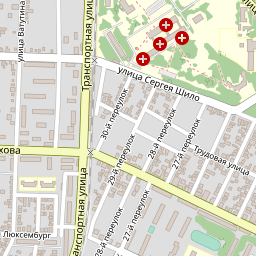 улица Ватутина
Транспортная улица
улица Сергея Шило
30-й переулок
28-й переулок
27-й переулок
Трудовая улица
29-й переулок
Транспортная улица
Люксембург
28-й переулок
27-й переулок